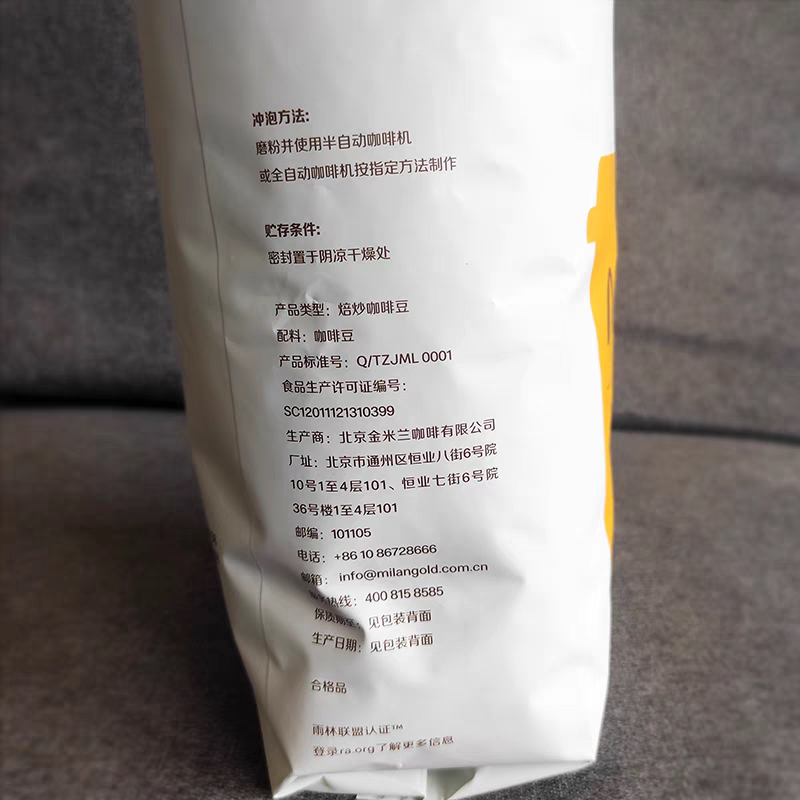 冲泡方法:
磨粉并使用半自动咖啡机
或全自动咖啡机按指定方法制作
贮存条件:
密封置于阴凉干燥处
产品类型: 焙炒咖啡豆
配料: 咖啡豆
产品标准号: Q/TZJML 0001
食品生产许可证编号:
SC12011121310399
生产商: 北京金米兰咖啡有限公司
厂址: 北京市通州区恒业八街6号院
10号1至4层101、恒业七街6号院
36号楼1至4层101
邮编: 101105
电话: +86 10 86728666
邮箱: info@milangold.com.cn
热线: 400 815 8585
保质期至: 见包装背面
生产日期: 见包装背面
合格品
雨林联盟认证™
登录ra.org了解更多信息